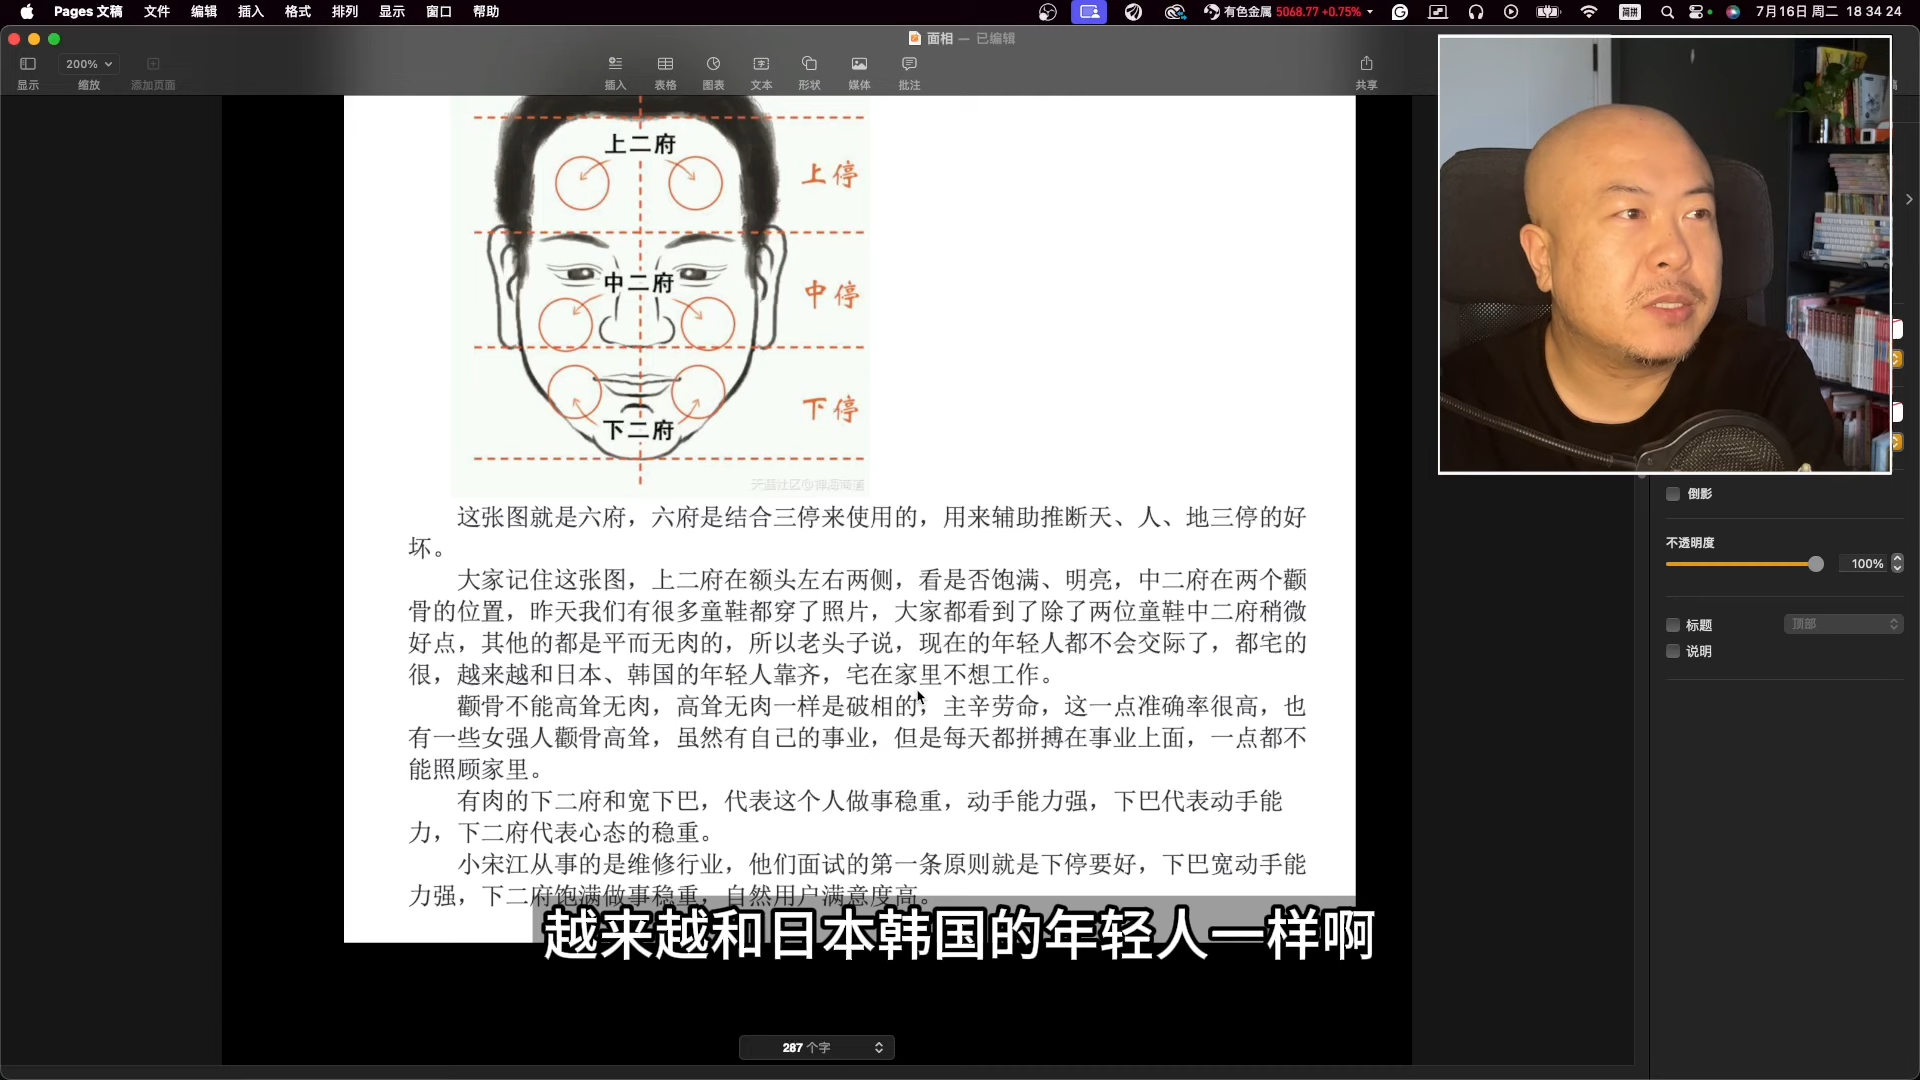 Pages 文稿 文件 编辑 插入 格式 排列 显示 窗口 帮助 有色金属 5068.77 +0.75% 简拼 7月16日 周二 18 34 24
面相 — 已编辑
200%
显示 缩放 添加页面 插入 表格 图表 文本 形状 媒体 批注 共享
上二府
上停
中二府
中停
下停
下二府
这张图就是六府，六府是结合三停来使用的，用来辅助推断天、人、地三停的好
坏。
大家记住这张图，上二府在额头左右两侧，看是否饱满、明亮，中二府在两个颧
骨的位置，昨天我们有很多童鞋都穿了照片，大家都看到了除了两位童鞋中二府稍微
好点，其他的都是平而无肉的，所以老头子说，现在的年轻人都不会交际了，都宅的
很，越来越和日本、韩国的年轻人靠齐，宅在家里不想工作。
颧骨不能高耸无肉，高耸无肉一样是破相的，主辛劳命，这一点准确率很高，也
有一些女强人颧骨高耸，虽然有自己的事业，但是每天都拼搏在事业上面，一点都不
能照顾家里。
有肉的下二府和宽下巴，代表这个人做事稳重，动手能力强，下巴代表动手能
力，下二府代表心态的稳重。
小宋江从事的是维修行业，他们面试的第一条原则就是下停要好，下巴宽动手能
力强，下二府饱满做事稳重，自然用户满意度高。
越来越和日本韩国的年轻人一样啊
287 个字
倒影
不透明度
100%
标题 顶部
说明